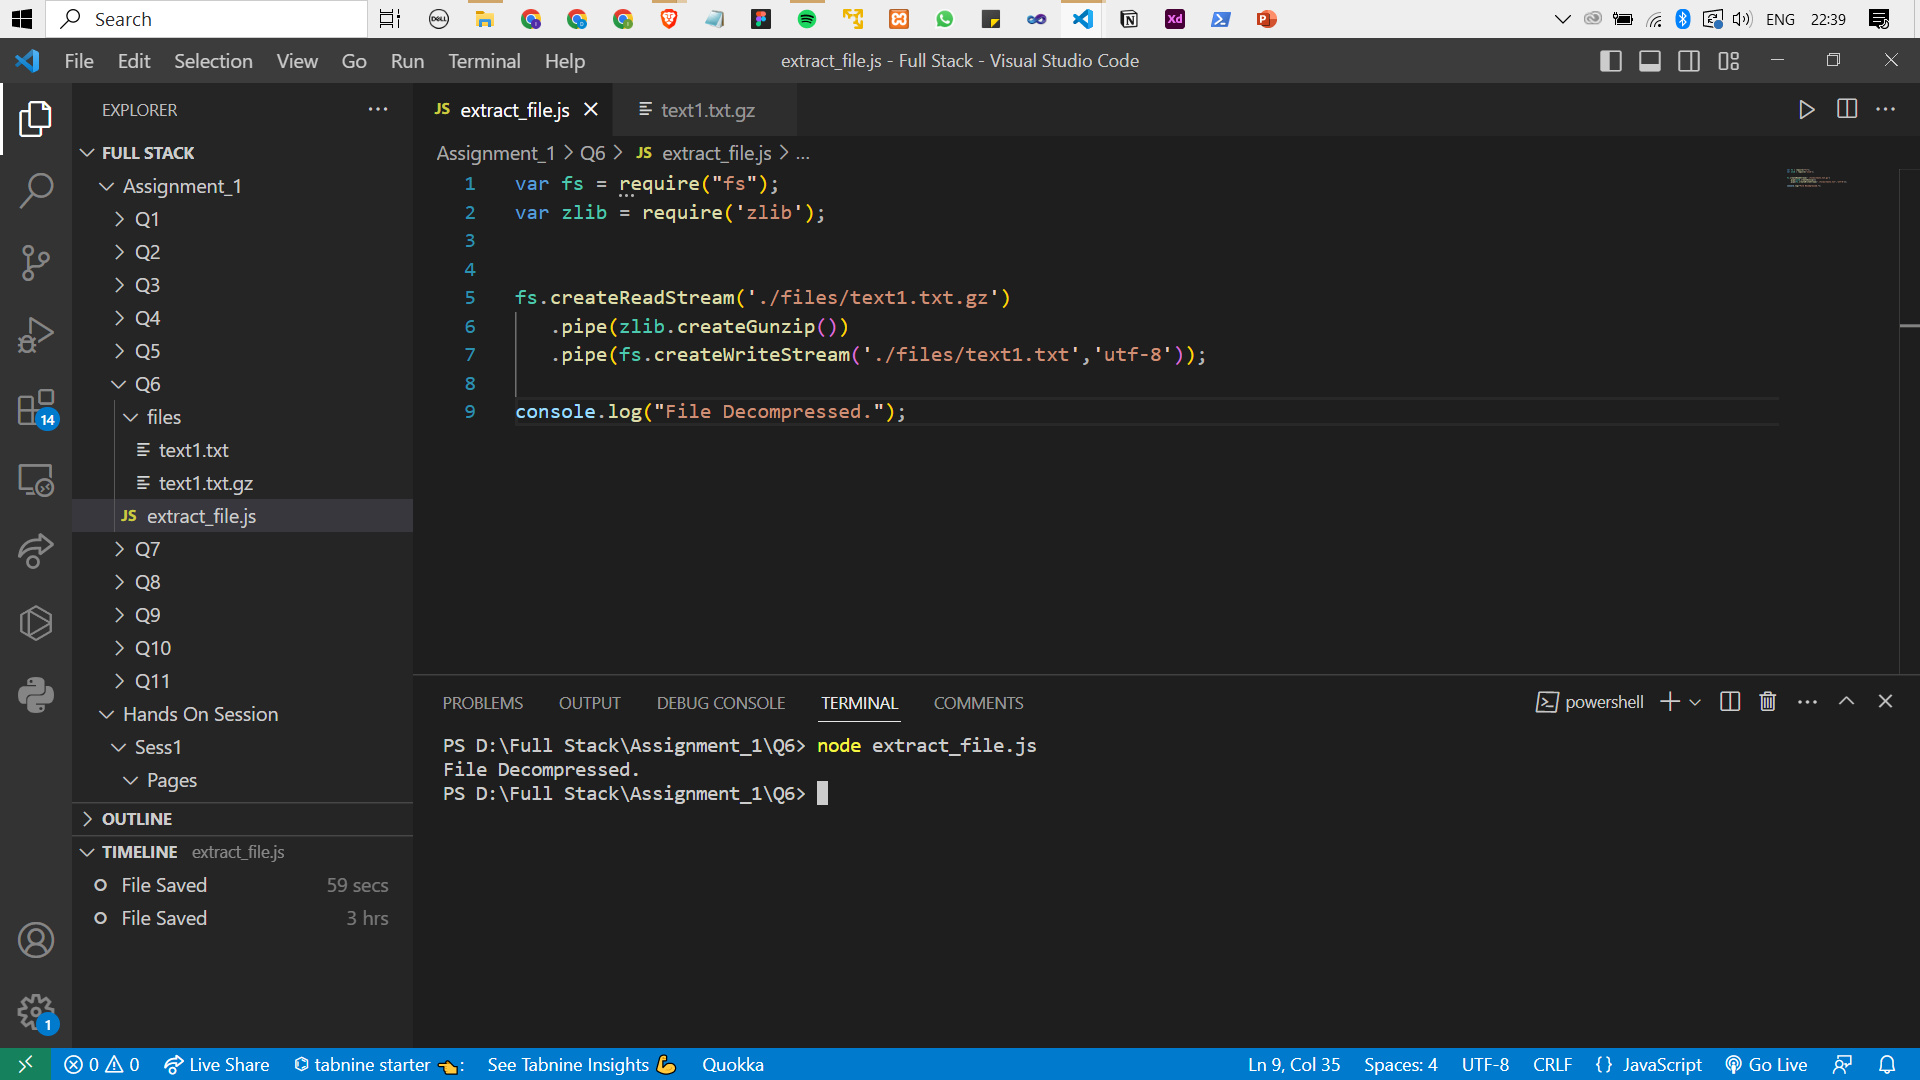 Search
ENG
22:39
File Edit Selection View Go Run Terminal Help
extract_file.js - Full Stack - Visual Studio Code
EXPLORER
FULL STACK
Assignment_1
Q1
Q2
Q3
Q4
Q5
Q6
files
text1.txt
text1.txt.gz
JS extract_file.js
Q7
Q8
Q9
Q10
Q11
Hands On Session
Sess1
Pages
OUTLINE
TIMELINE extract_file.js
File Saved 59 secs
File Saved 3 hrs
14
1
JS extract_file.js
text1.txt.gz
Assignment_1 > Q6 > JS extract_file.js > ...
1 var fs = require("fs");
2 var zlib = require('zlib');
3
4
5 fs.createReadStream('./files/text1.txt.gz')
6 .pipe(zlib.createGunzip())
7 .pipe(fs.createWriteStream('./files/text1.txt','utf-8'));
8
9 console.log("File Decompressed.");
PROBLEMS OUTPUT DEBUG CONSOLE TERMINAL COMMENTS
powershell
PS D:\Full Stack\Assignment_1\Q6> node extract_file.js
File Decompressed.
PS D:\Full Stack\Assignment_1\Q6>
0 0 Live Share tabnine starter : See Tabnine Insights Quokka
Ln 9, Col 35 Spaces: 4 UTF-8 CRLF {} JavaScript Go Live